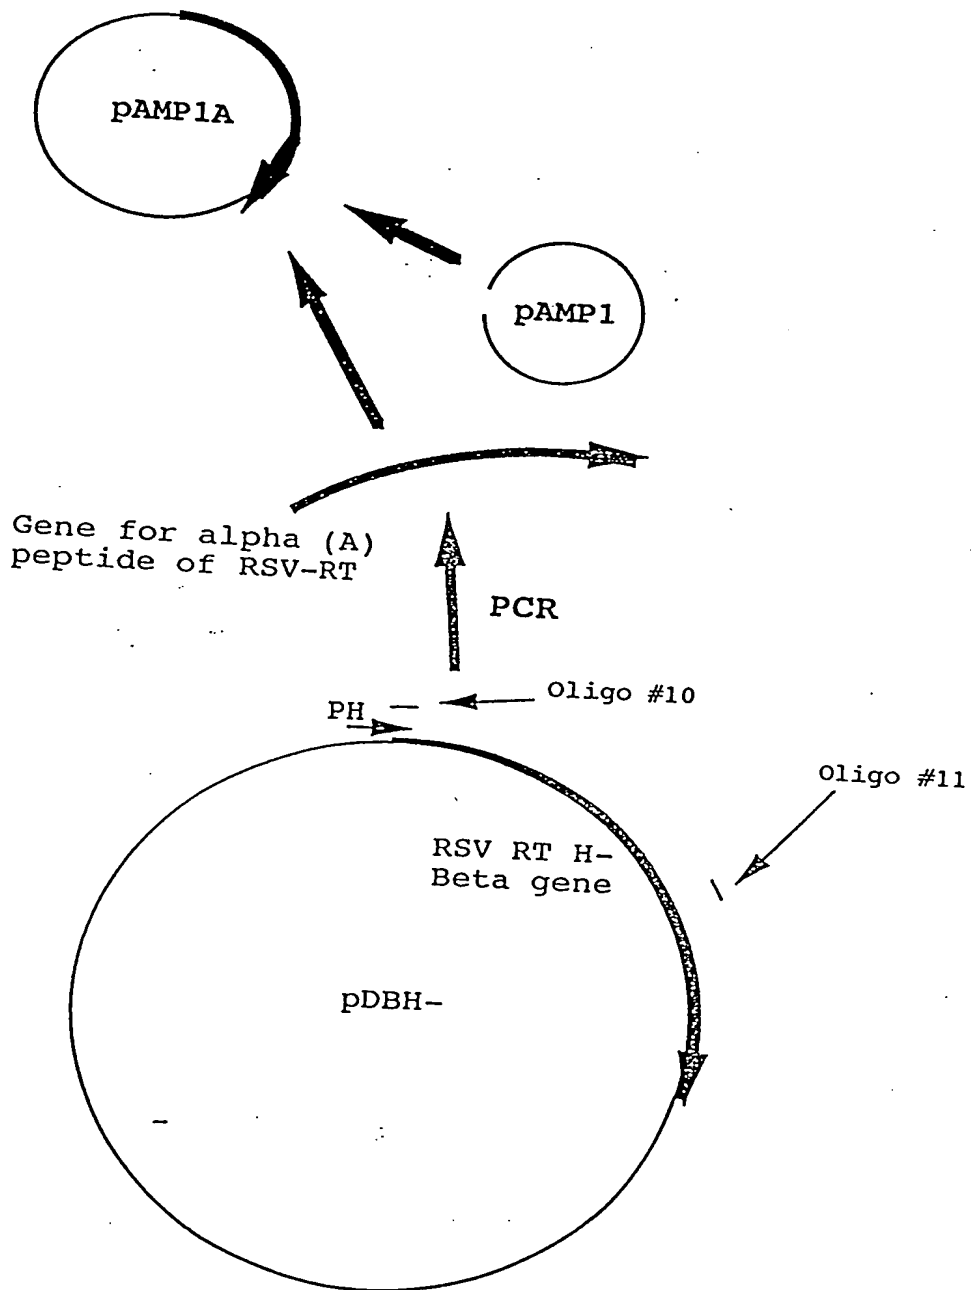 pAMP1A
pAMP1
Gene for alpha (A)
peptide of RSV-RT
PCR
Oligo #10
PH
Oligo #11
RSV RT H-
Beta gene
pDBH-